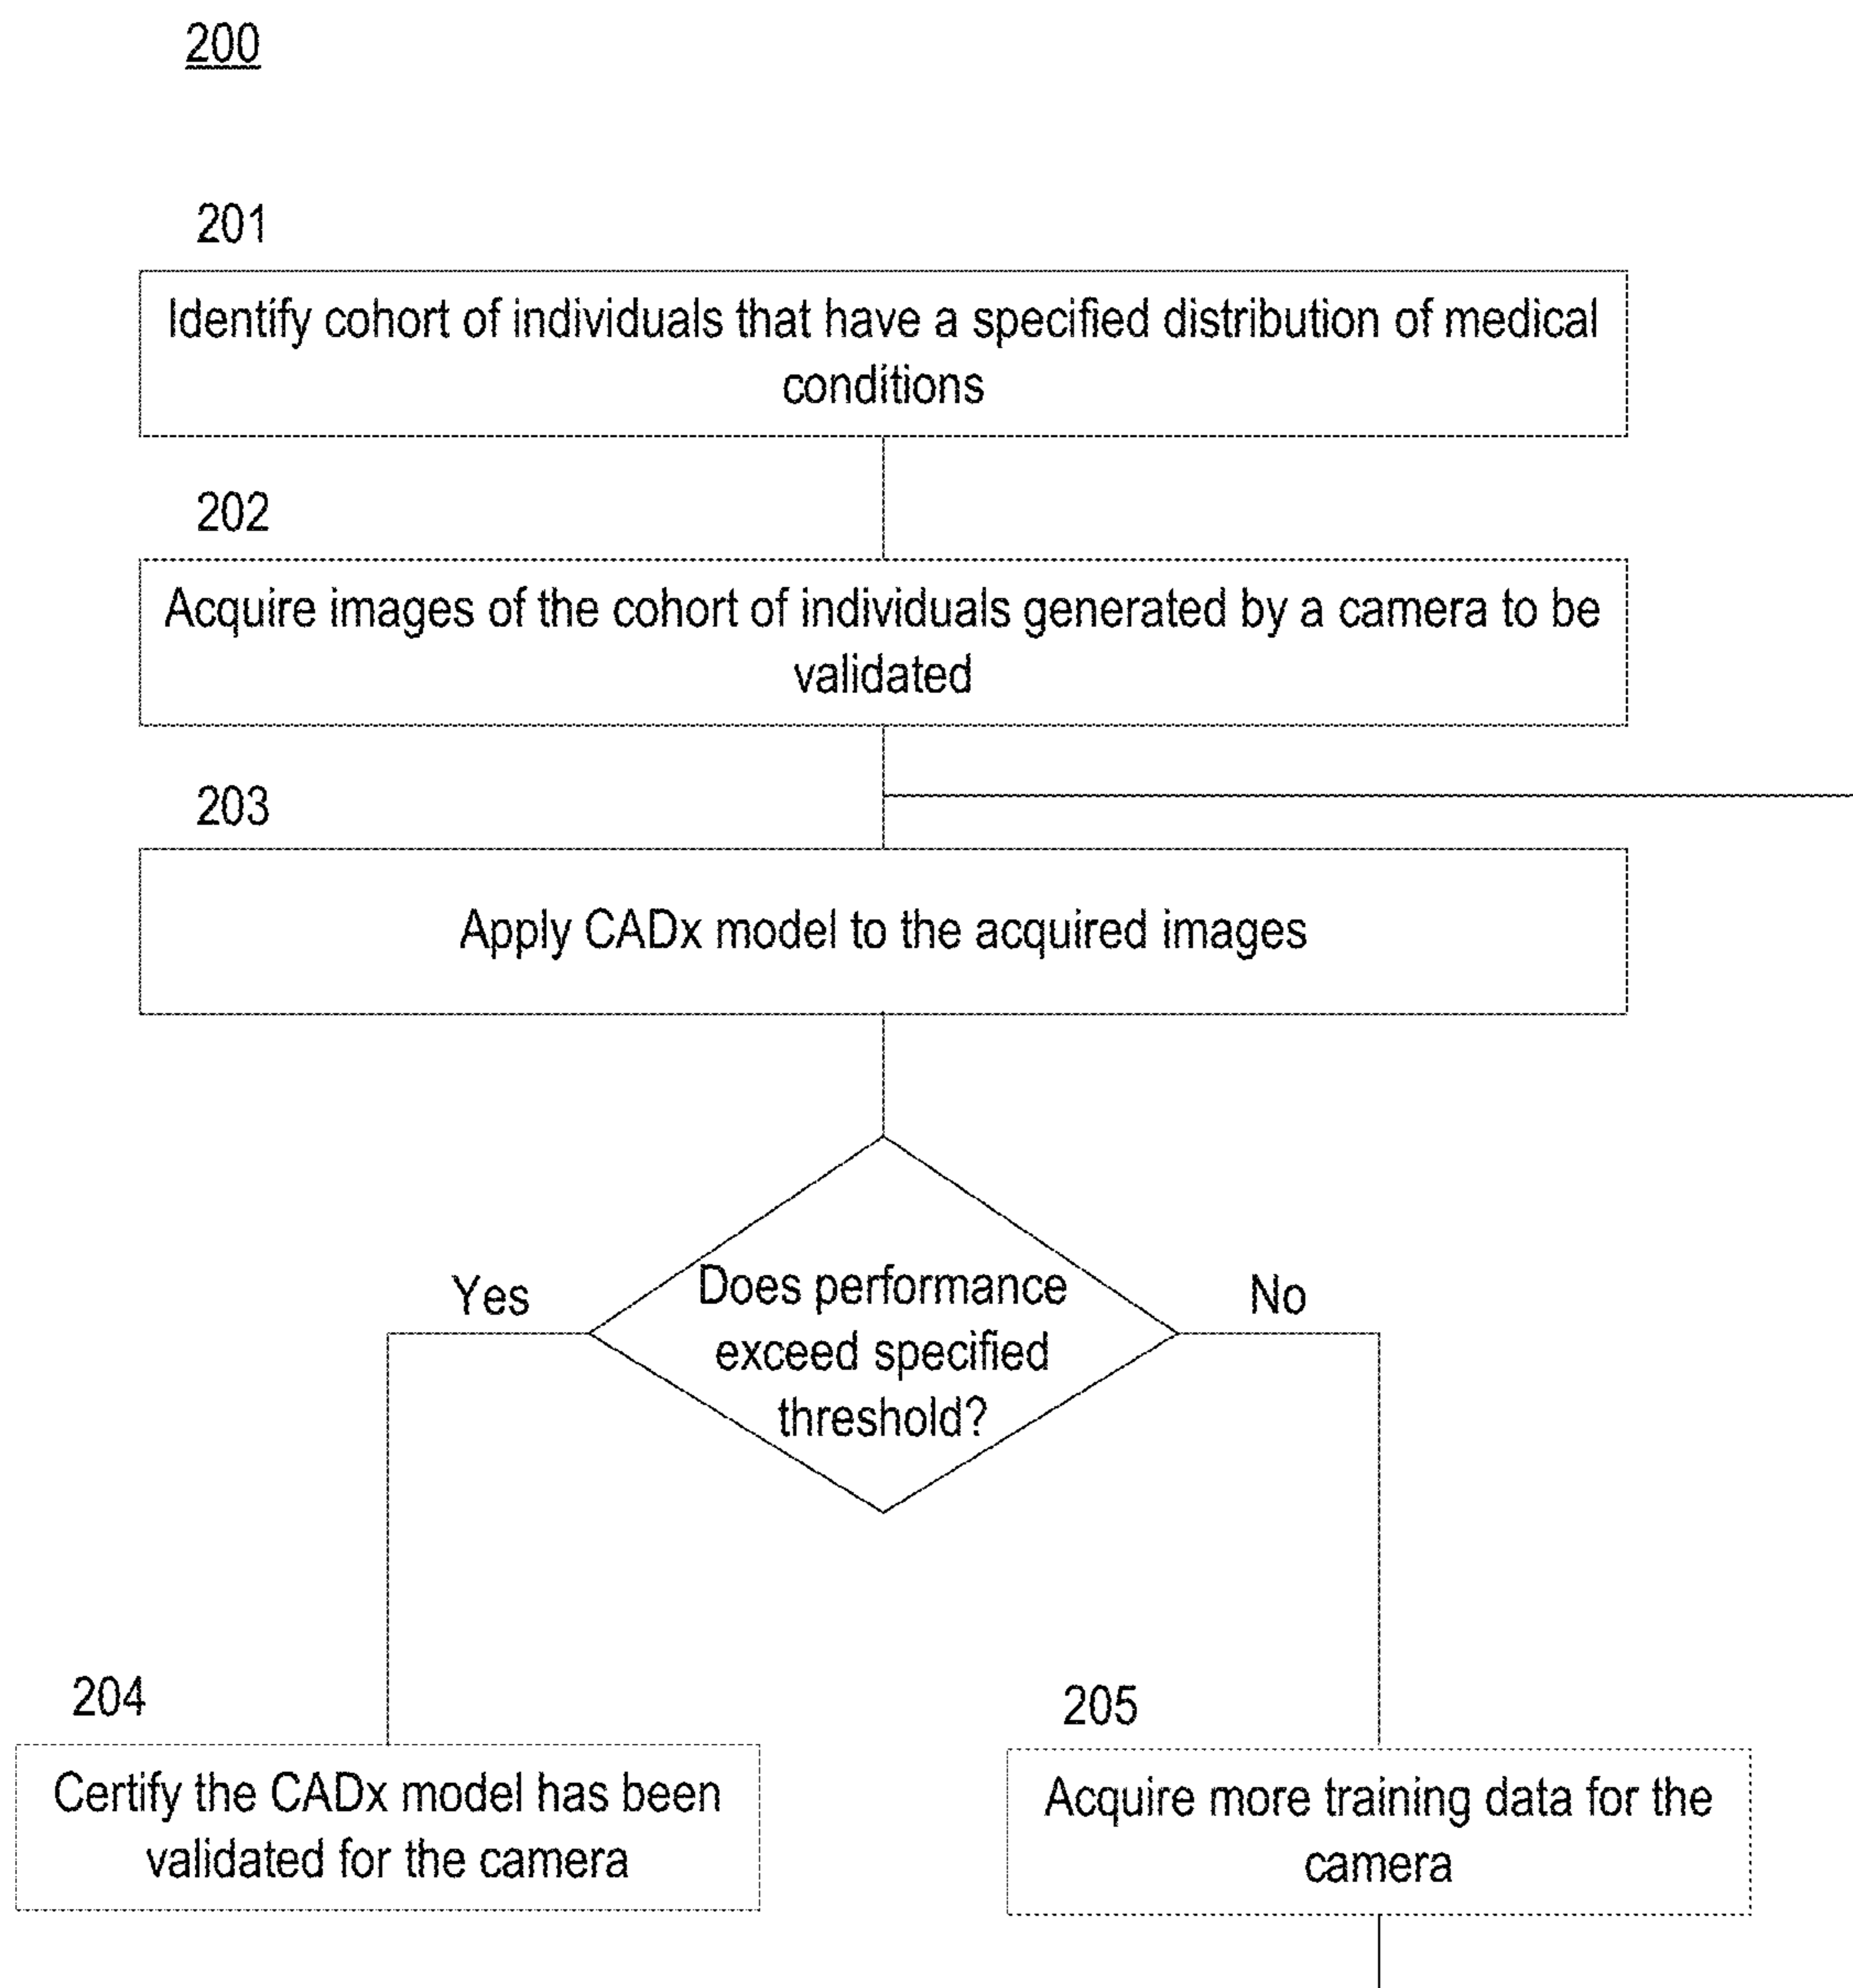 200
201
Identify cohort of individuals that have a specified distribution of medical
conditions
202
Acquire images of the cohort of individuals generated by a camera to be
validated
203
Apply CADx model to the acquired images
Does performance
exceed specified
threshold?
Yes
No
204
Certify the CADx model has been
validated for the camera
205
Acquire more training data for the
camera